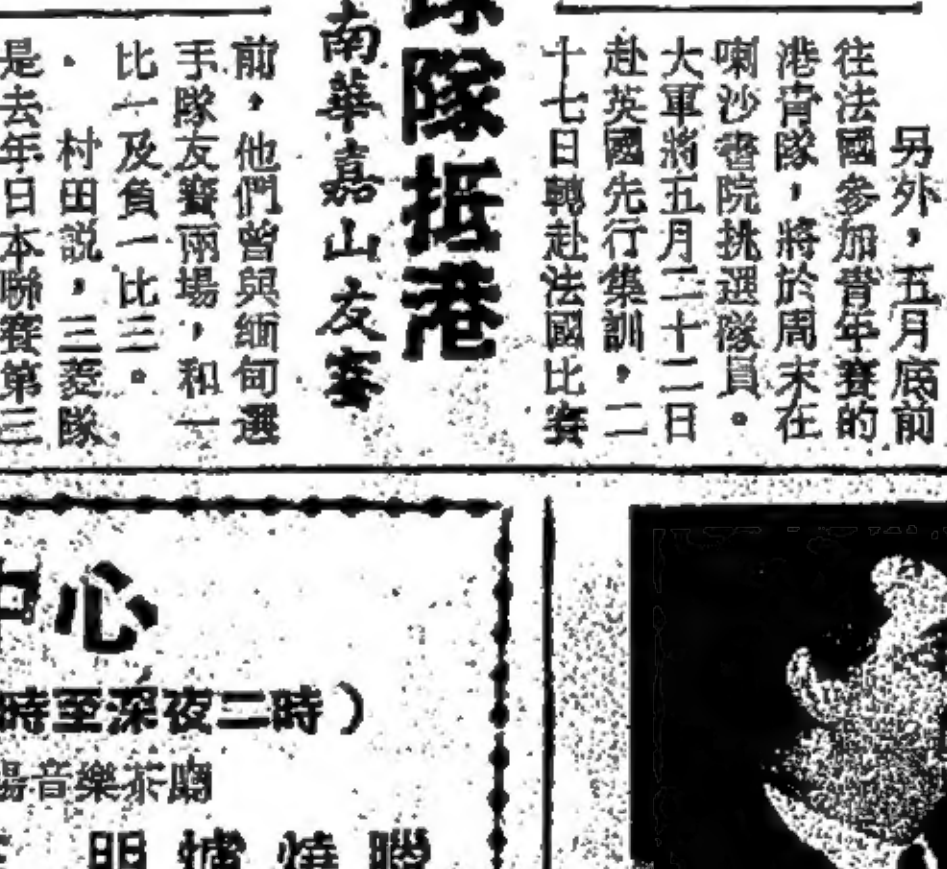 另外，五月底前
往法國參加青年賽的
港青隊，將於周末在
喇沙書院挑選隊員。
大軍將五月二十二日
赴英國先行集訓，二
十七日轉赴法國比賽
隊抵港
南華嘉山友賽
前，他們曾與緬甸選
手隊友賽兩場，和一
比一及負一比三。
村田說，三菱隊
是去年日本聯賽第三
中心
時至深夜二時）
音樂茶廳
明爐燒臘